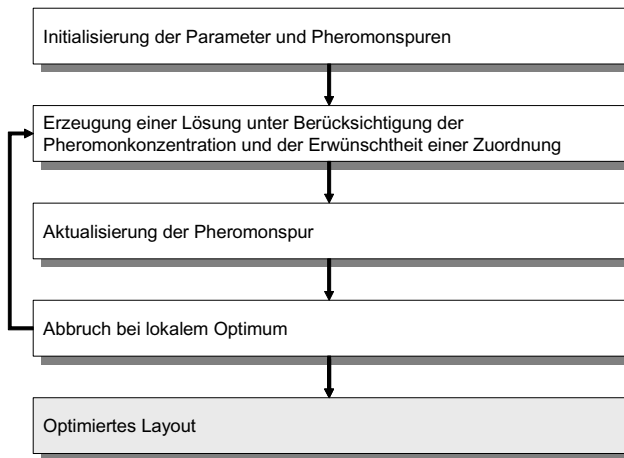 Initialisierung der Parameter und Pheromonspuren
Erzeugung einer Lösung unter Berücksichtigung der
Pheromonkonzentration und der Erwünschtheit einer Zuordnung
Aktualisierung der Pheromonspur
Abbruch bei lokalem Optimum
Optimiertes Layout